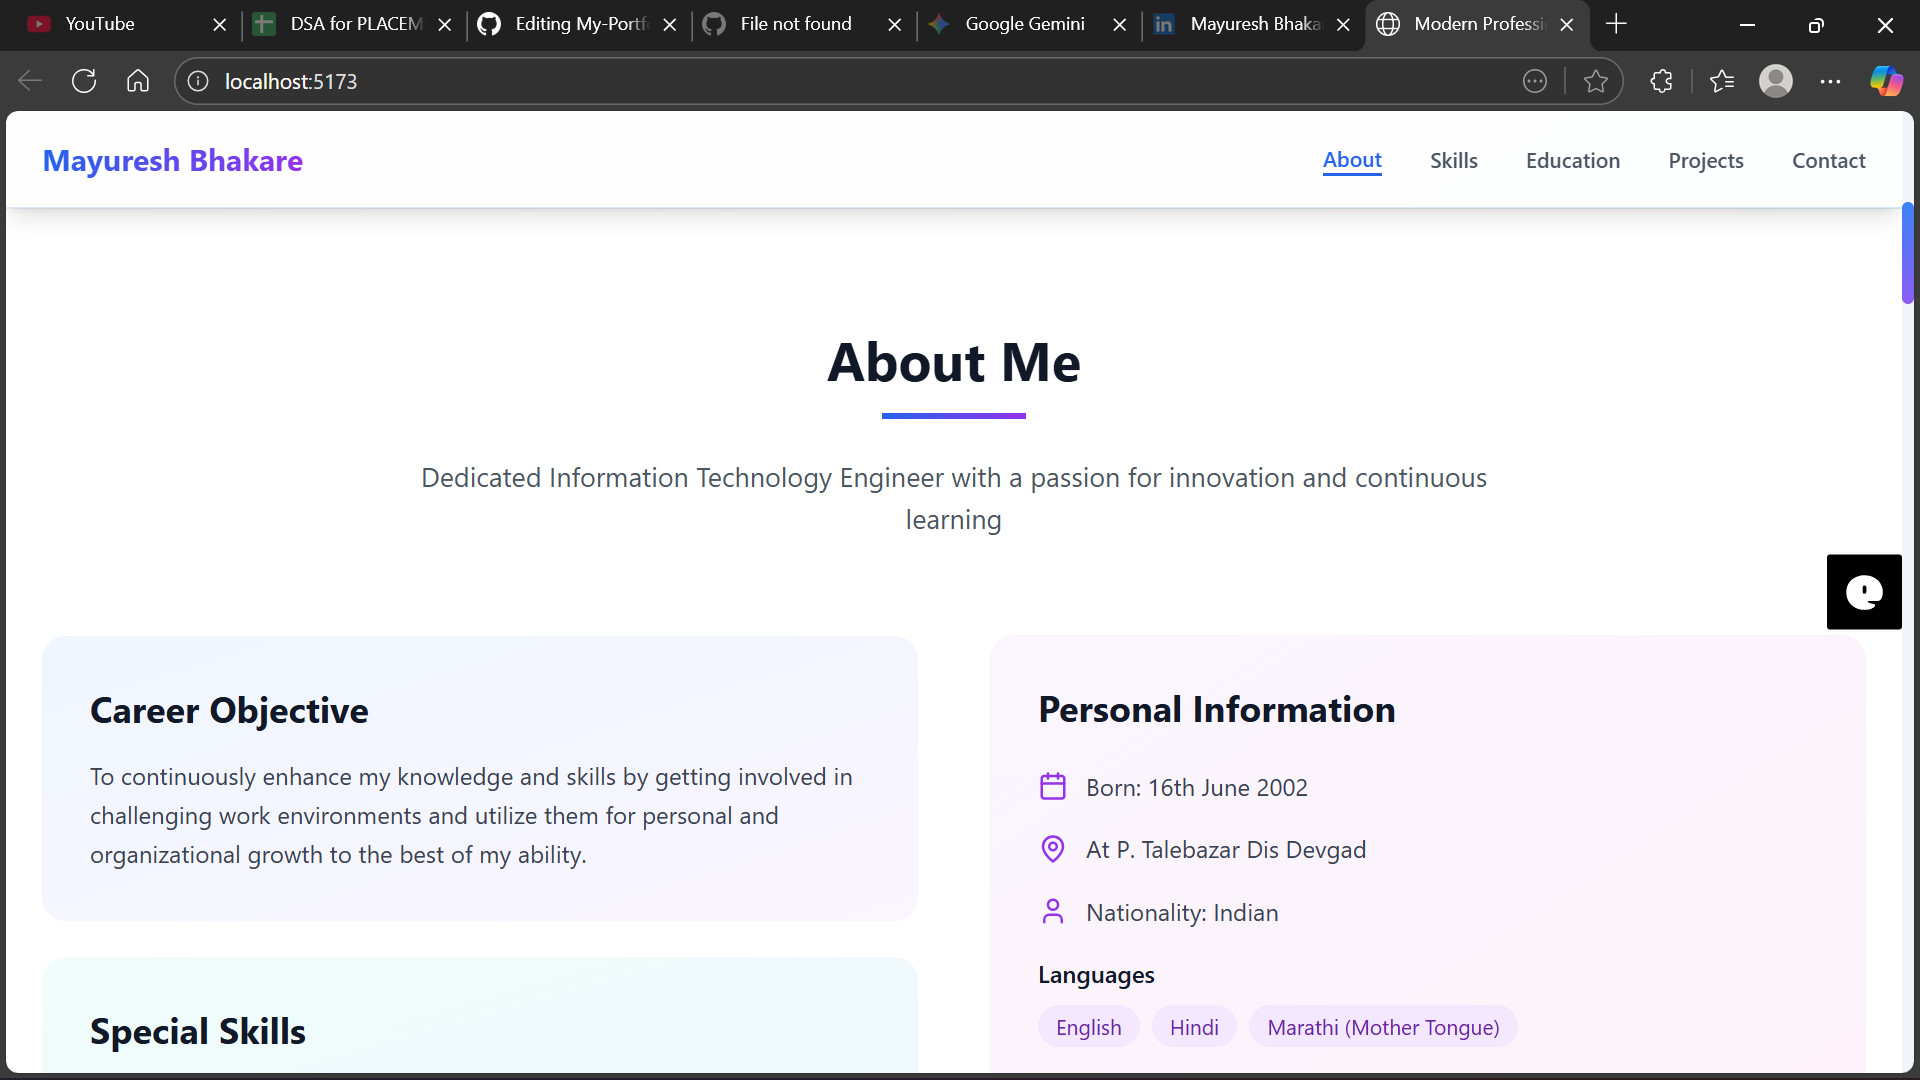 YouTube
DSA for PLACEM
Editing My-Portf
File not found
Google Gemini
Mayuresh Bhaka
Modern Professi
localhost:5173
Mayuresh Bhakare
About
Skills
Education
Projects
Contact
About Me
Dedicated Information Technology Engineer with a passion for innovation and continuous
learning
Career Objective
To continuously enhance my knowledge and skills by getting involved in
challenging work environments and utilize them for personal and
organizational growth to the best of my ability.
Special Skills
Personal Information
Born: 16th June 2002
At P. Talebazar Dis Devgad
Nationality: Indian
Languages
English
Hindi
Marathi (Mother Tongue)